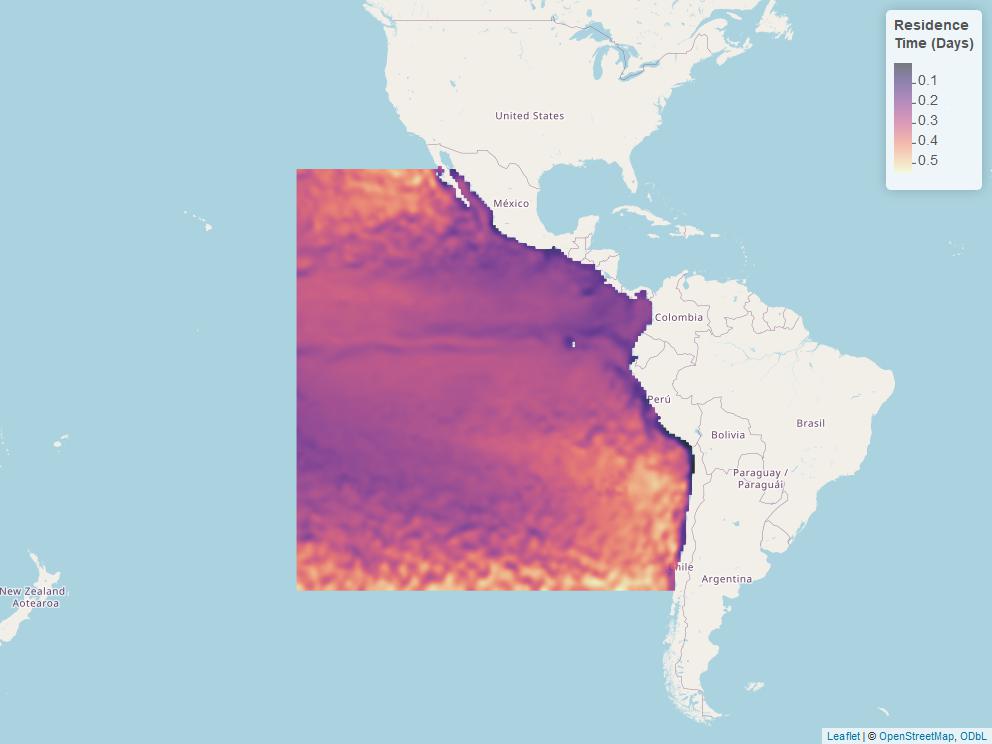 Residence
Time (Days)
0.1
0.2
0.3
0.4
0.5
United States
México
Colombia
Perú
Brasil
Bolivia
Paraguay /
Paraguái
hile
Argentina
New Zealand
Aotearoa
Leaflet | © OpenStreetMap, ODbL